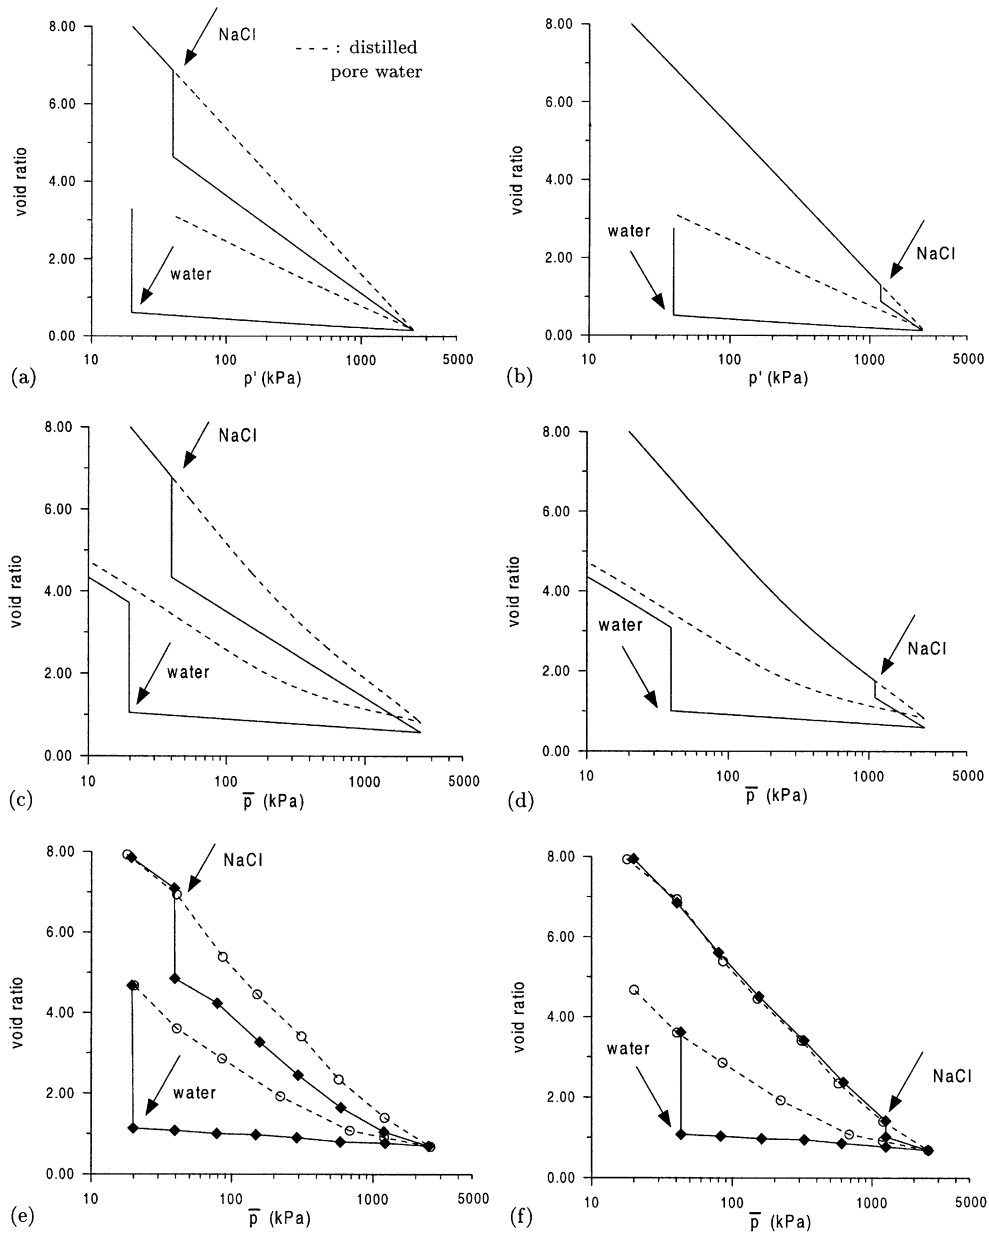 8.00
6.00
4.00
2.00
0.00
void ratio
NaCl
- - - : distilled
pore water
water
10
100
1000
5000
p' (kPa)
(a)
8.00
6.00
4.00
2.00
0.00
void ratio
water
NaCl
10
100
1000
5000
p' (kPa)
(b)
8.00
6.00
4.00
2.00
0.00
void ratio
NaCl
water
10
100
1000
5000
p̅ (kPa)
(c)
8.00
6.00
4.00
2.00
0.00
void ratio
water
NaCl
10
100
1000
5000
p̅ (kPa)
(d)
8.00
6.00
4.00
2.00
0.00
void ratio
NaCl
water
10
100
1000
5000
p̅ (kPa)
(e)
8.00
6.00
4.00
2.00
0.00
void ratio
water
NaCl
10
100
1000
5000
p̅ (kPa)
(f)